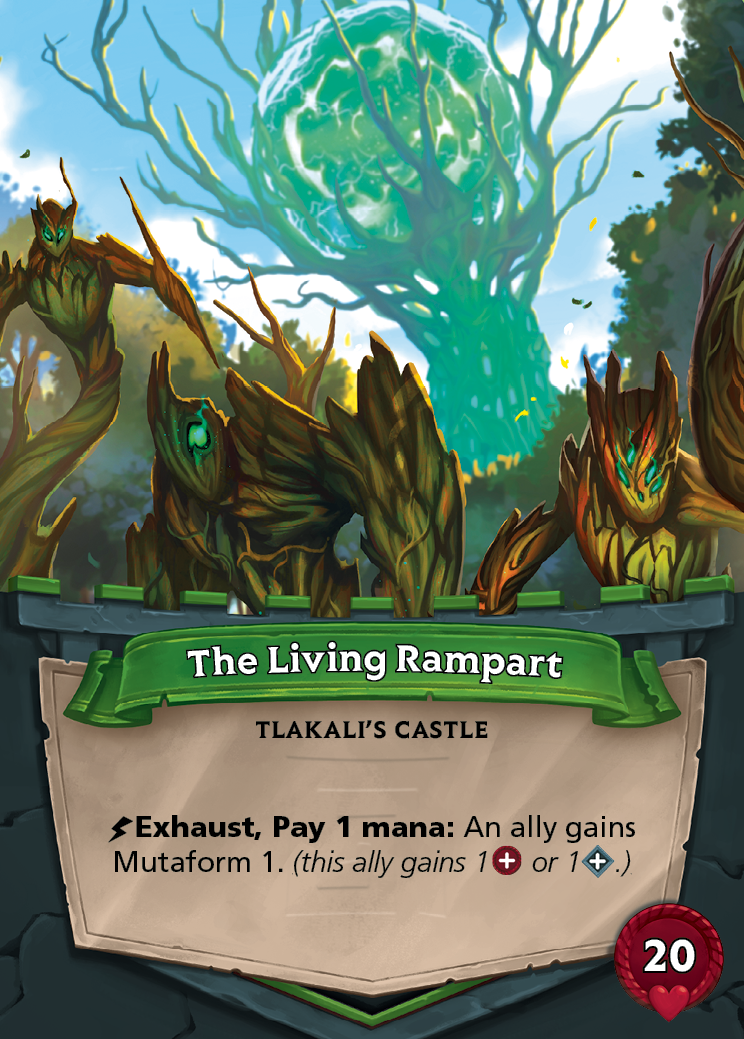 The Living Rampart
TLAKALI'S CASTLE
Exhaust, Pay 1 mana: An ally gains
Mutaform 1. (this ally gains 1 + or 1 +.)
20